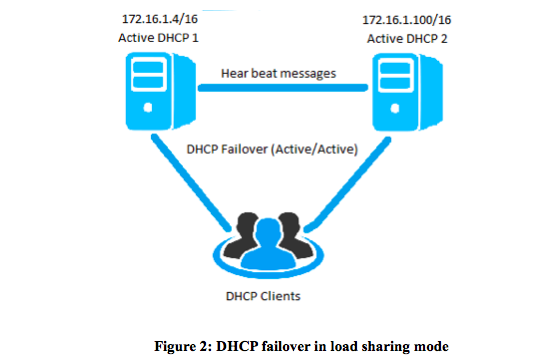 172.16.1.4/16
Active DHCP 1
172.16.1.100/16
Active DHCP 2
Hear beat messages
DHCP Failover (Active/Active)
DHCP Clients
Figure 2: DHCP failover in load sharing mode